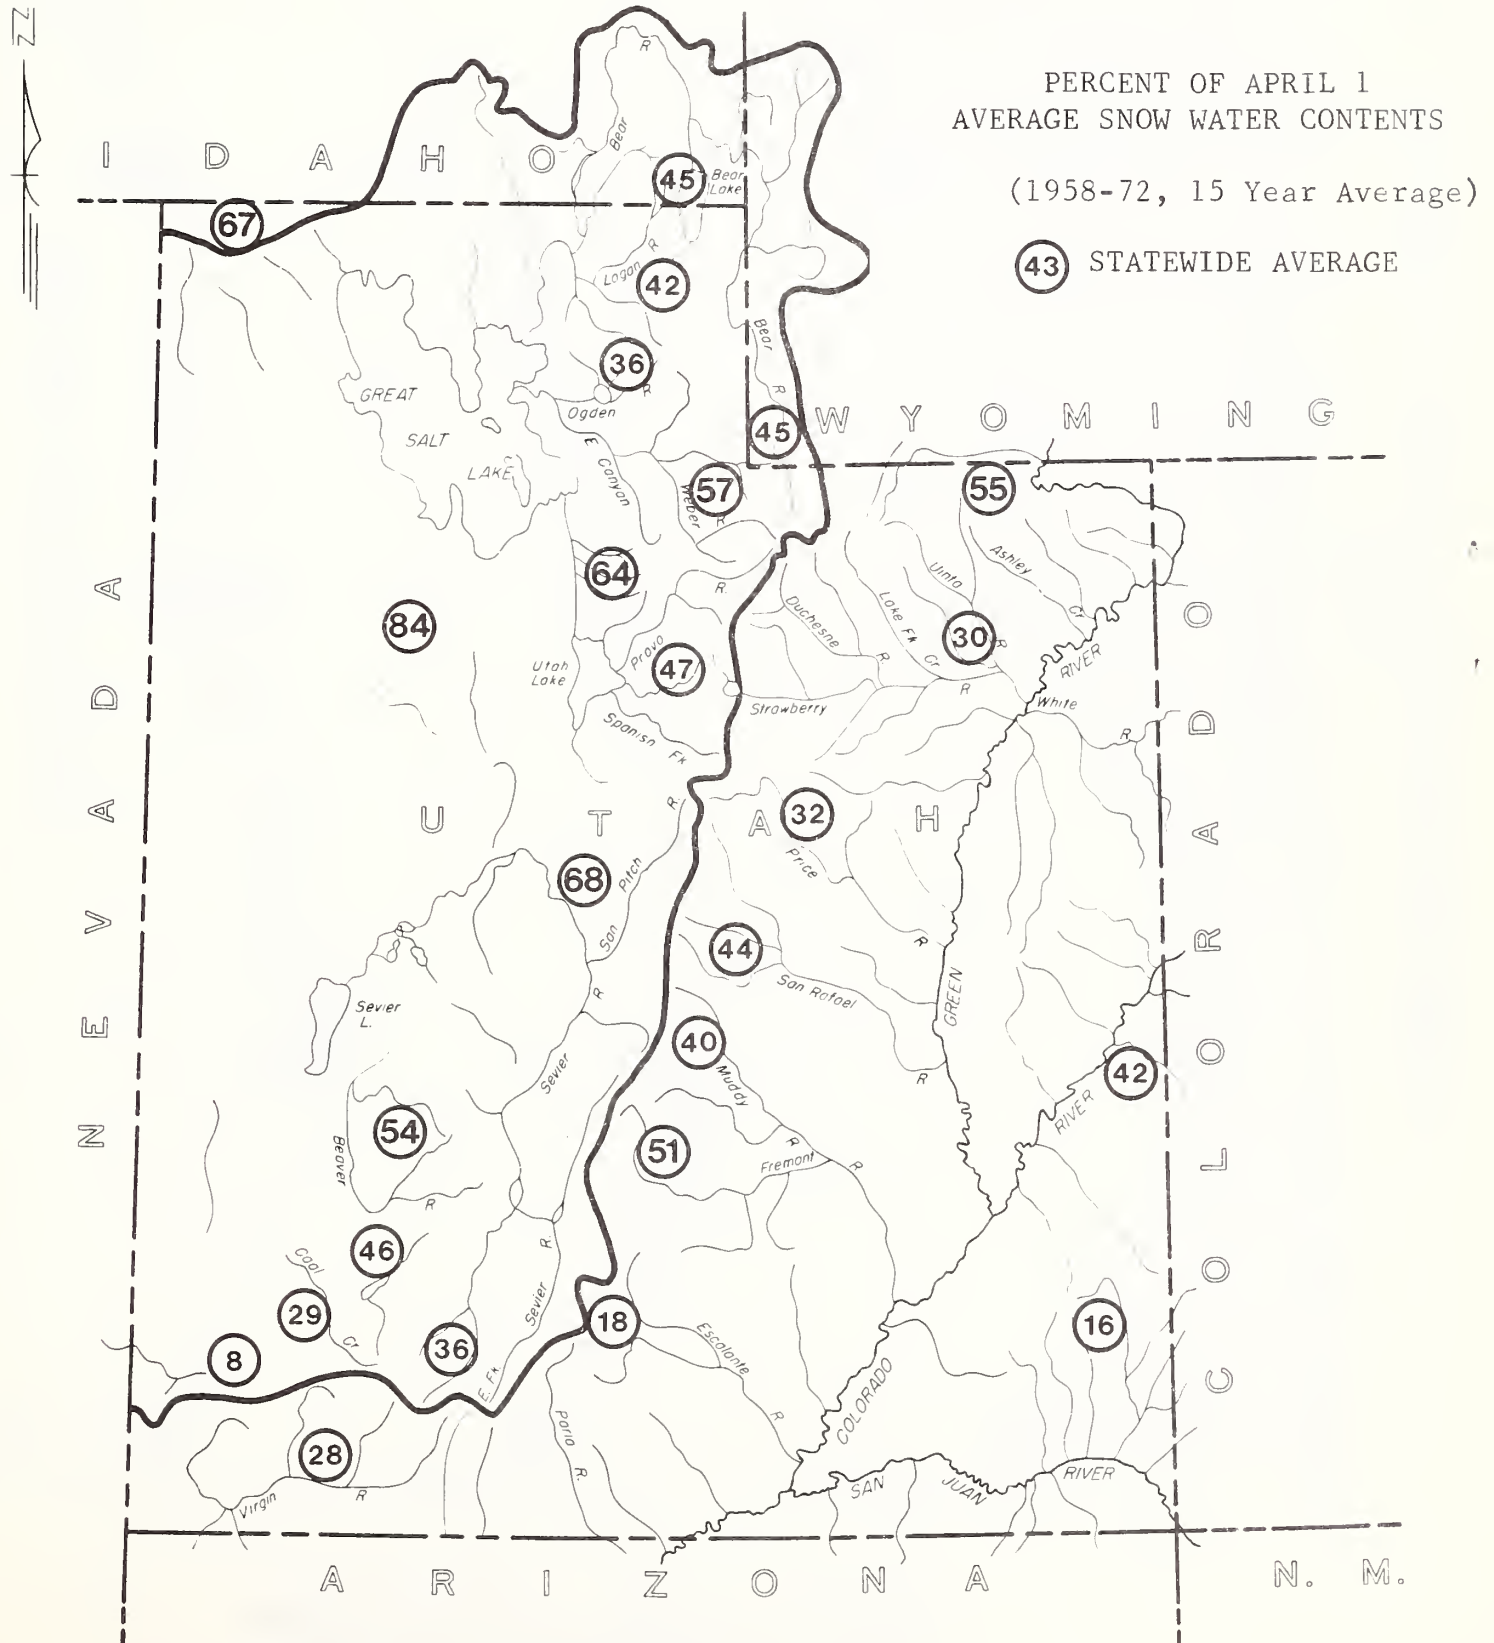 PERCENT OF APRIL 1
AVERAGE SNOW WATER CONTENTS
(1958-72, 15 Year Average)
43 STATEWIDE AVERAGE
I D A H O
R
Bear
45
Bear
Lake
67
R
Logan
42
Bear
R
36
R
Ogden
GREAT
SALT
LAKE
E Canyon
45
W Y O M I N G
57
Weber
R
55
64
R.
Uinta
Ashley
Cr
Duchesne
R.
Lake Fk
Cr
R
30
R
RIVER
84
Provo
47
Utah
Lake
Spanish Fk
Strawberry
White
R
N E V A D A
C O L O R A D O
U T A H
R.
32
Price
R
68
San Pitch
44
San Rafael
R
GREEN
Sevier
L.
R
40
Muddy
R
Sevier
42
RIVER
54
Beaver
R
51
Fremont
R
46
R.
Sevier
E. Fk.
Coal
Cr
29
8
36
18
Escalante
R
16
COLORADO
28
Virgin
R
Paria R.
SAN JUAN RIVER
A R I Z O N A
N. M.